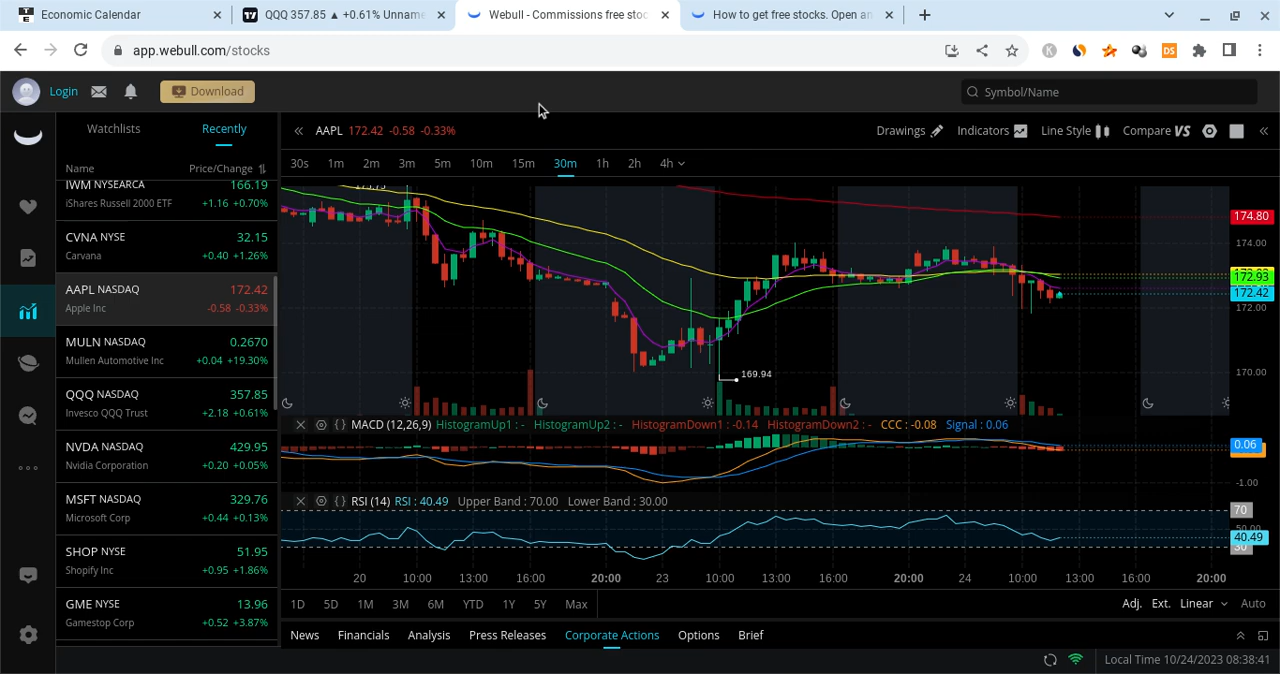 Economic Calendar
QQQ 357.85 ▲ +0.61% Unname
Webull - Commissions free stoc
How to get free stocks. Open an
app.webull.com/stocks
K
DS
Login
Download
Symbol/Name
Watchlists
Recently
Name
Price/Change
IWM NYSEARCA
166.19
iShares Russell 2000 ETF
+1.16 +0.70%
CVNA NYSE
32.15
Carvana
+0.40 +1.26%
AAPL NASDAQ
172.42
Apple Inc
-0.58 -0.33%
MULN NASDAQ
0.2670
Mullen Automotive Inc
+0.04 +19.30%
QQQ NASDAQ
357.85
Invesco QQQ Trust
+2.18 +0.61%
NVDA NASDAQ
429.95
Nvidia Corporation
+0.20 +0.05%
MSFT NASDAQ
329.76
Microsoft Corp
+0.44 +0.13%
SHOP NYSE
51.95
Shopify Inc
+0.95 +1.86%
GME NYSE
13.96
Gamestop Corp
+0.52 +3.87%
AAPL 172.42 -0.58 -0.33%
Drawings
Indicators
Line Style
Compare VS
30s 1m 2m 3m 5m 10m 15m 30m 1h 2h 4h
174.80
174.00
172.93
172.42
172.00
170.00
169.94
MACD (12,26,9) HistogramUp1 : - HistogramUp2 : - HistogramDown1 : -0.14 HistogramDown2 : - CCC : -0.08 Signal : 0.06
0.06
-1.00
RSI (14) RSI : 40.49 Upper Band : 70.00 Lower Band : 30.00
70
40.49
30
20 10:00 13:00 16:00 20:00 23 10:00 13:00 16:00 20:00 24 10:00 13:00 16:00 20:00
1D 5D 1M 3M 6M YTD 1Y 5Y Max
Adj. Ext. Linear Auto
News Financials Analysis Press Releases Corporate Actions Options Brief
Local Time 10/24/2023 08:38:41